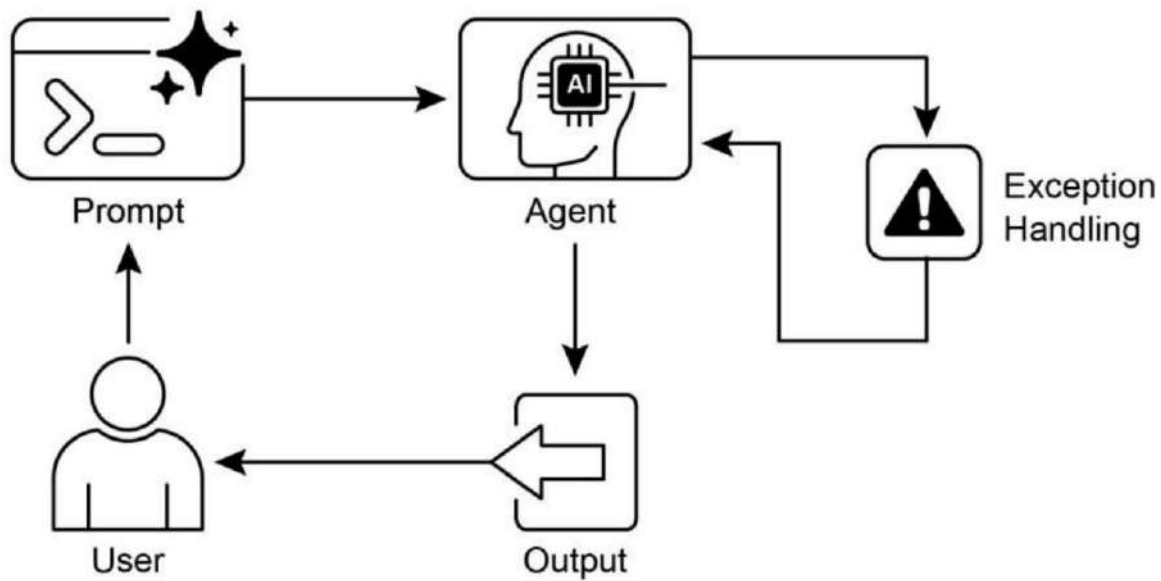 AI
Prompt
Agent
Exception
Handling
User
Output